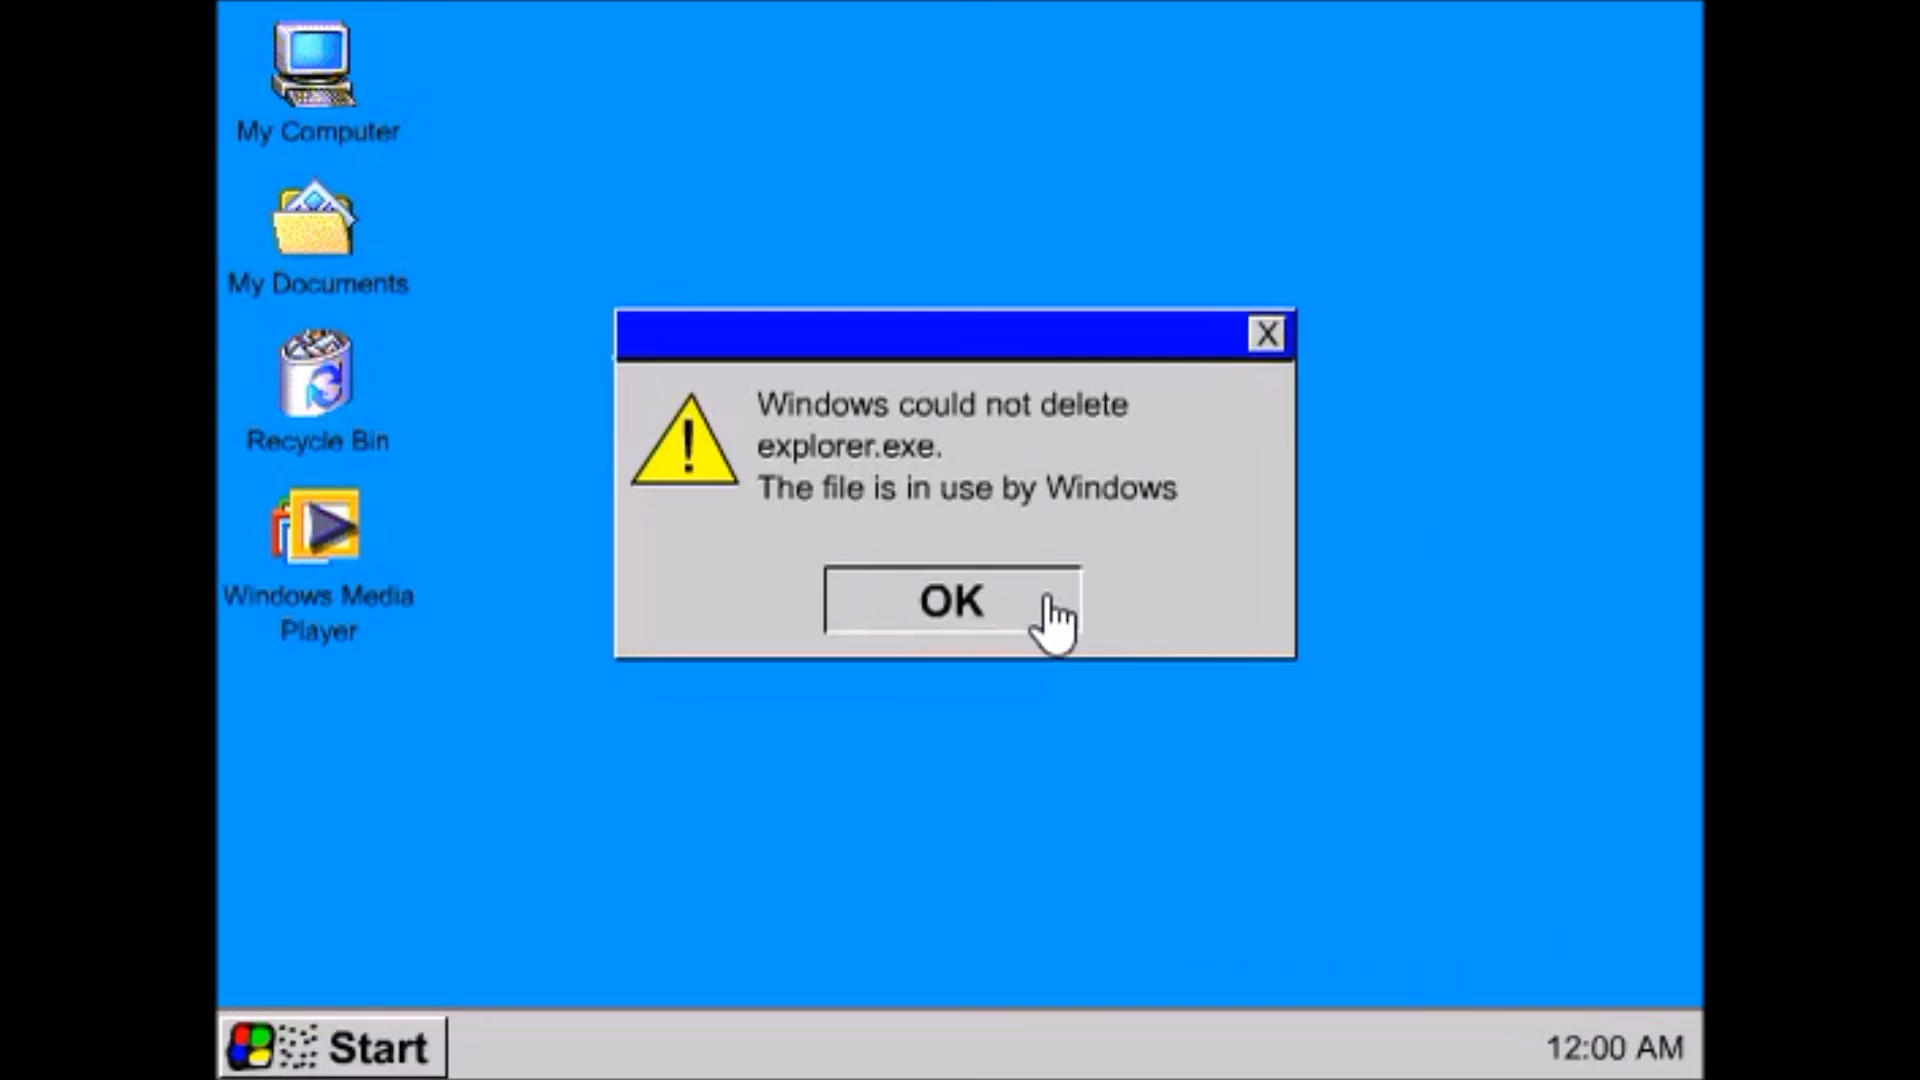 My Computer
My Documents
Recycle Bin
Windows Media
Player
X
Windows could not delete
explorer.exe.
The file is in use by Windows
OK
Start
12:00 AM